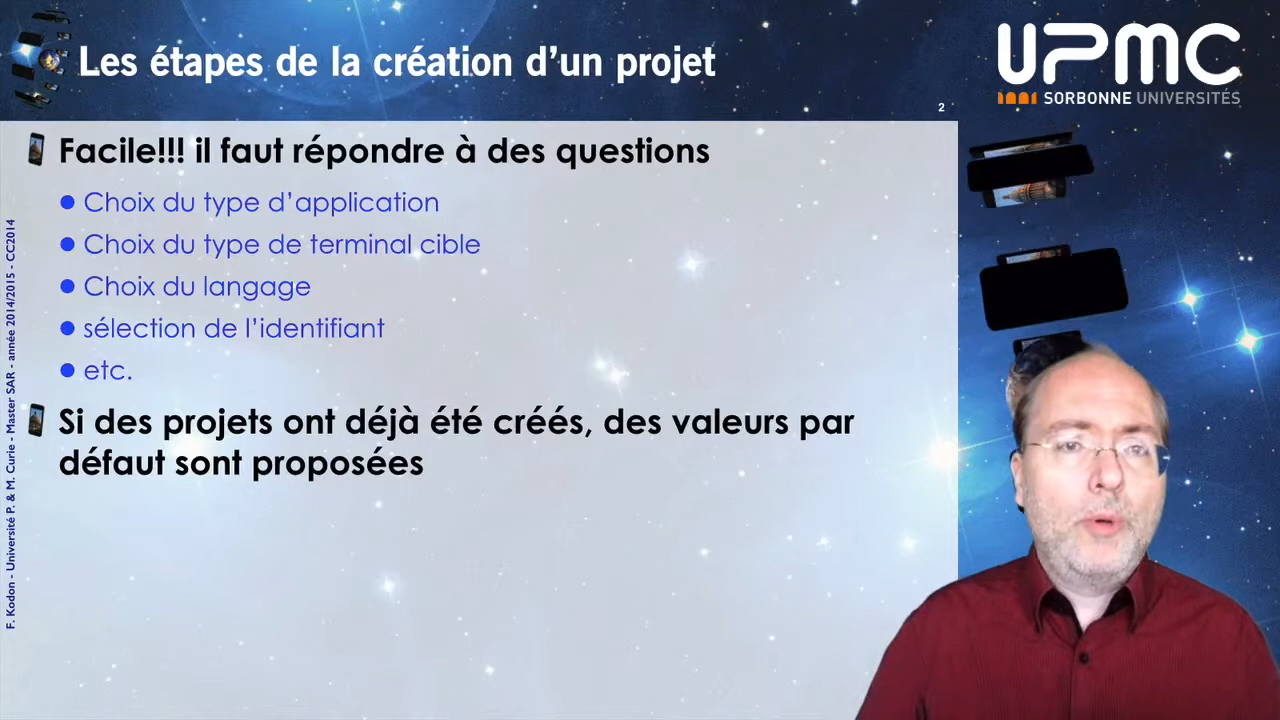 Les étapes de la création d'un projet
UPMC
SORBONNE UNIVERSITÉS
2
Facile!!! il faut répondre à des questions
Choix du type d'application
Choix du type de terminal cible
Choix du langage
sélection de l'identifiant
etc.
Si des projets ont déjà été créés, des valeurs par
défaut sont proposées
F. Kodon - Université P. & M. Curie - Master SAR - année 2014/2015 - CC2014